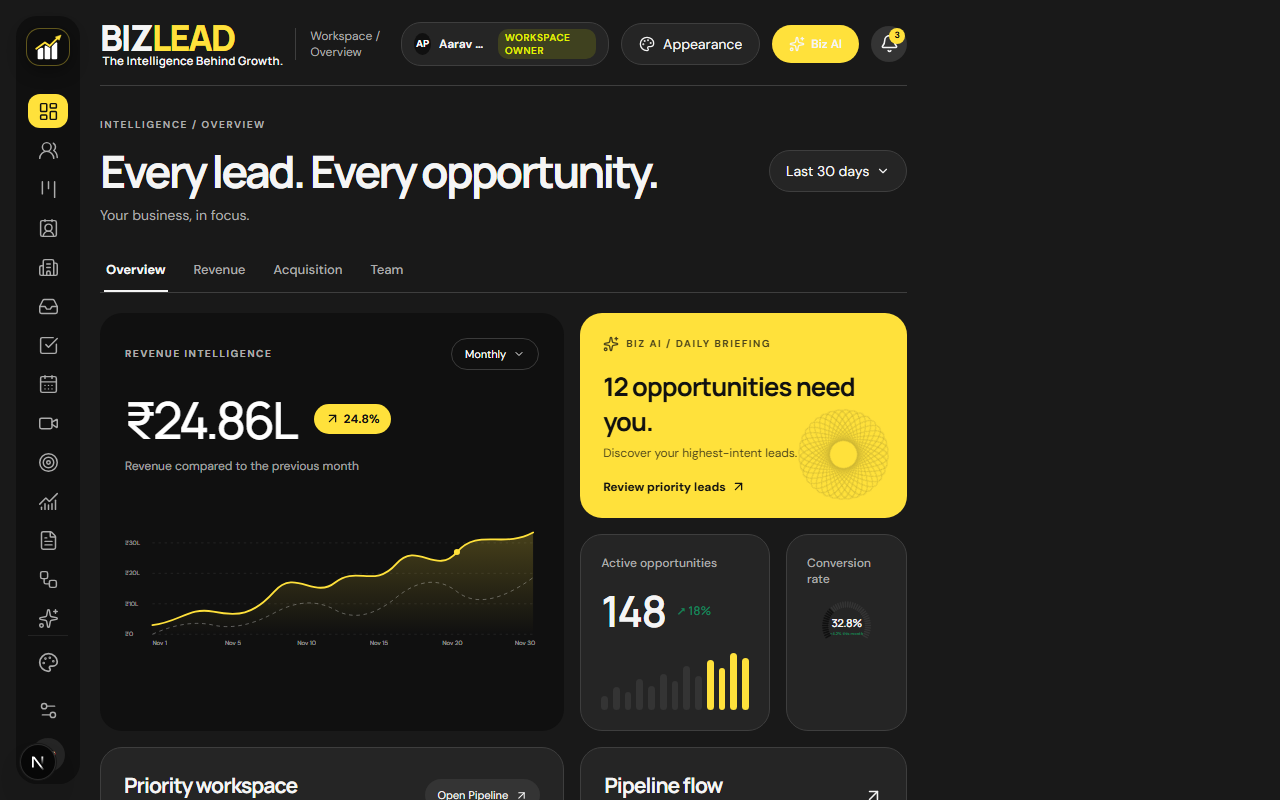 BIZLEAD
The Intelligence Behind Growth.
Workspace /
Overview
AP
Aarav ...
WORKSPACE
OWNER
Appearance
Biz AI
3
INTELLIGENCE / OVERVIEW
Every lead. Every opportunity.
Last 30 days
Your business, in focus.
Overview
Revenue
Acquisition
Team
REVENUE INTELLIGENCE
Monthly
₹24.86L
24.8%
Revenue compared to the previous month
₹30L
₹20L
₹10L
₹0
Nov 1
Nov 5
Nov 10
Nov 15
Nov 20
Nov 30
BIZ AI / DAILY BRIEFING
12 opportunities need
you.
Discover your highest-intent leads.
Review priority leads
Active opportunities
148
↗ 18%
Conversion
rate
32.8%
Priority workspace
Open Pipeline
Pipeline flow
N